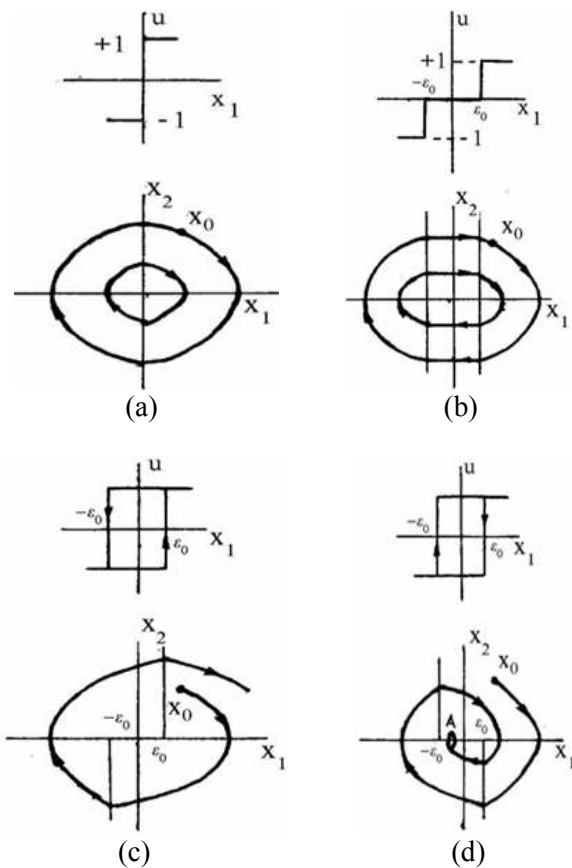 u
+1
X₁
-1
X₂
X₀
X₁
(a)
u
+1
-ε₀
ε₀
X₁
1
X₂
X₀
X₁
(b)
u
-ε₀
ε₀
X₁
X₂
X₀
-ε₀
ε₀
X₁
(c)
u
-ε₀
ε₀
X₁
X₂
X₀
A
ε₀
-ε₀
X₁
(d)